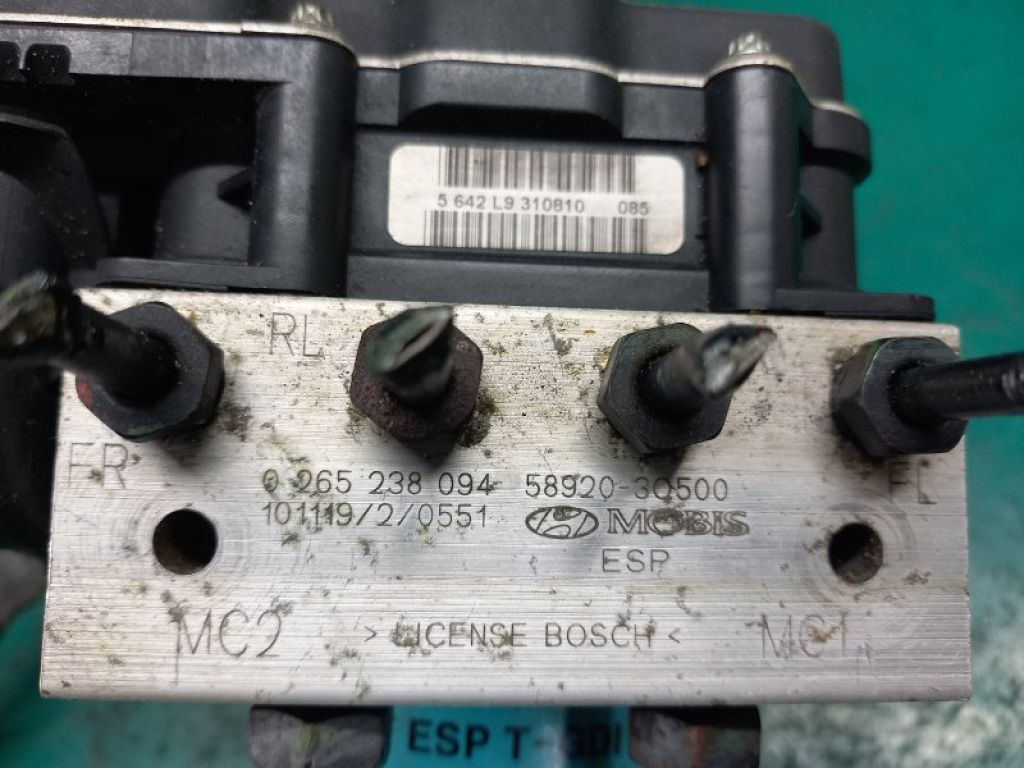 5 642 L9 310810 085
RL
FR
FL
0 265 238 094 58920-3Q500
101119/2/0551 MOBIS
ESP
MC2 > LICENSE BOSCH < MC1
ESP T-GDI